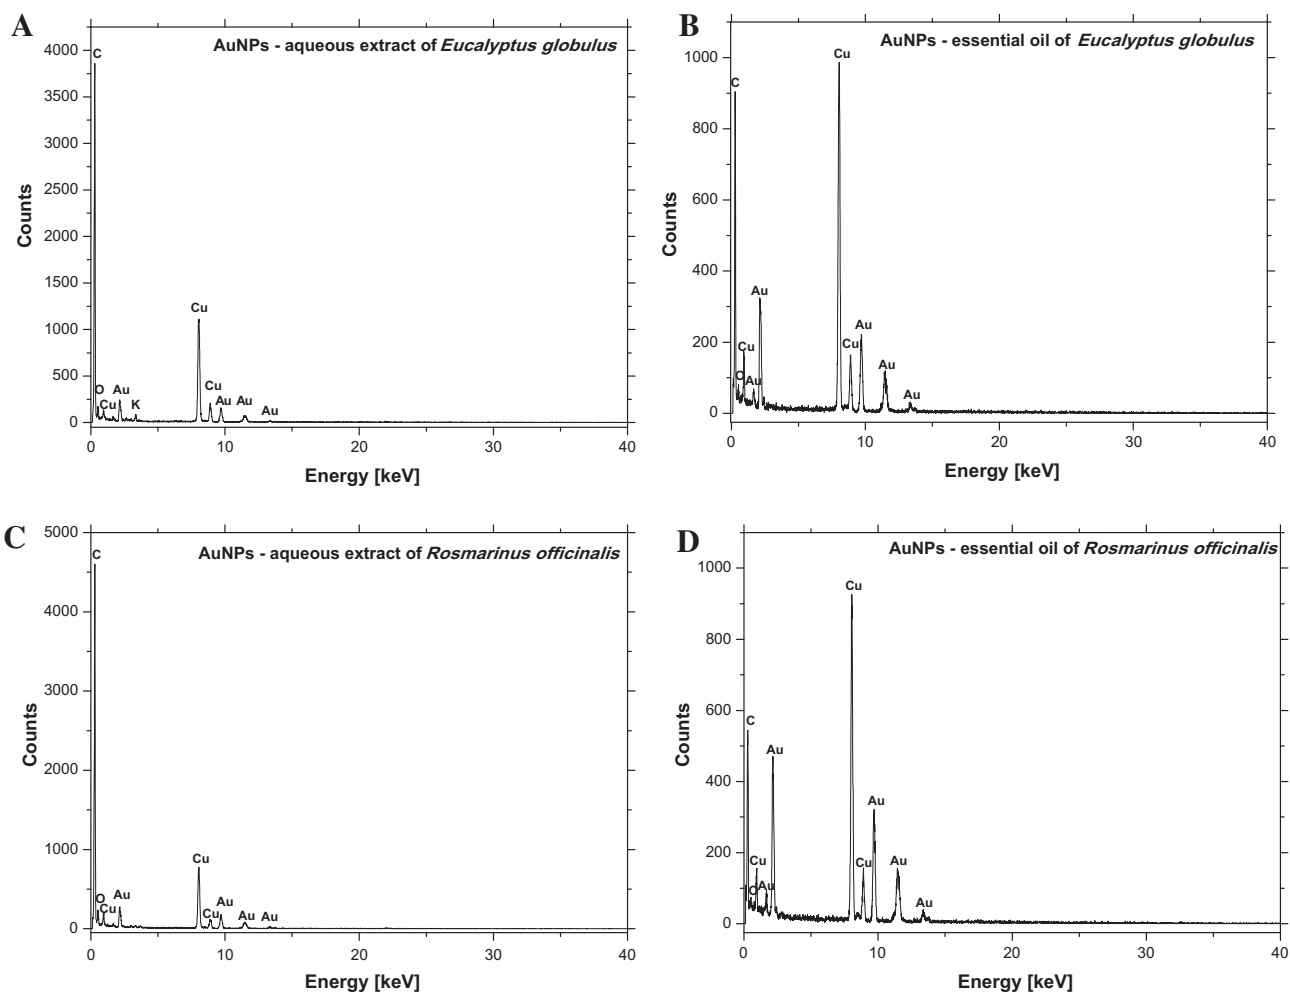 A
AuNPs - aqueous extract of Eucalyptus globulus
4000
3500
3000
2500
2000
1500
1000
500
0
Counts
C
O
Cu
Au
K
Cu
Cu
Au
Au
Au
0 10 20 30 40
Energy [keV]
B
AuNPs - essential oil of Eucalyptus globulus
1000
800
600
400
200
0
Counts
C
O
Cu
Au
Au
Cu
Cu
Au
Au
Au
0 10 20 30 40
Energy [keV]
C
AuNPs - aqueous extract of Rosmarinus officinalis
5000
4000
3000
2000
1000
0
Counts
C
O
Cu
Au
Cu
Cu
Au
Au
Au
0 10 20 30 40
Energy [keV]
D
AuNPs - essential oil of Rosmarinus officinalis
1000
800
600
400
200
0
Counts
C
O
Cu
Au
Au
Cu
Cu
Au
Au
Au
0 10 20 30 40
Energy [keV]